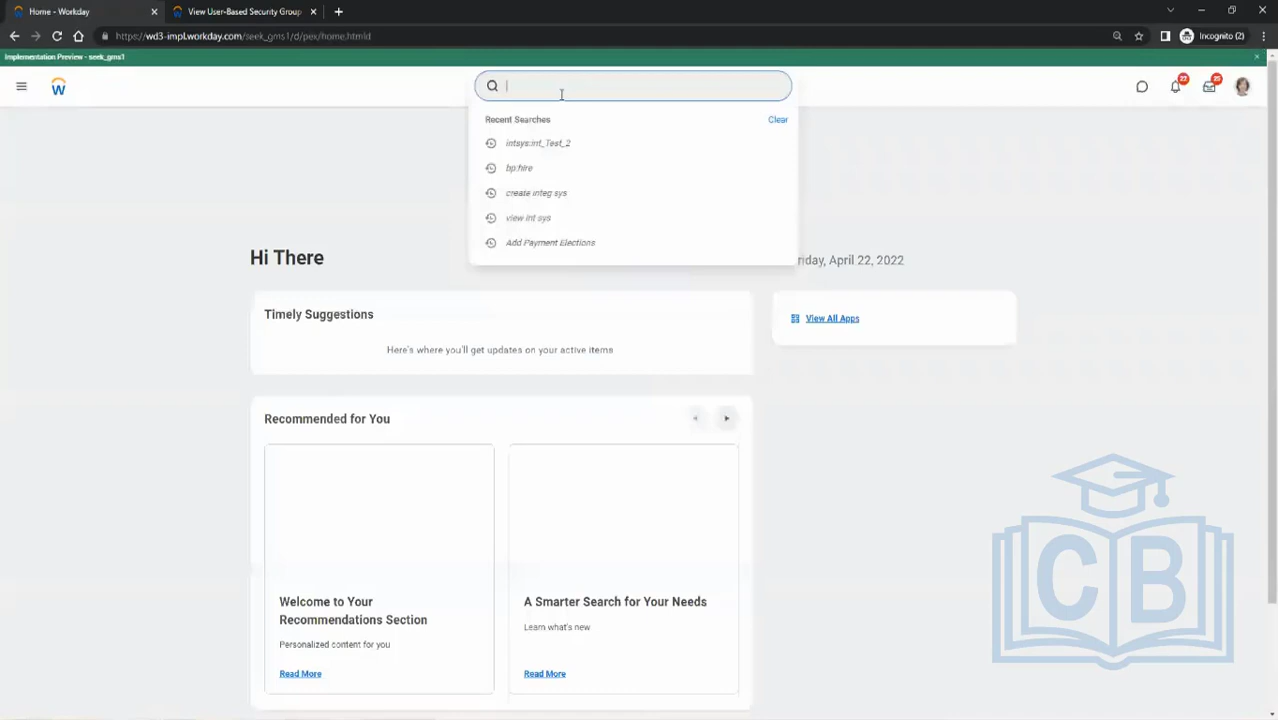 Home - Workday
View User-Based Security Group
https://wd3-impl.workday.com/seek_gms1/d/pex/home.htmld
Incognito (2)
Implementation Preview - seek_gms1
W
22
25
Recent Searches
Clear
intsys:int_Test_2
bp:hire
create integ sys
view int sys
Add Payment Elections
Hi There
riday, April 22, 2022
Timely Suggestions
Here's where you'll get updates on your active items
View All Apps
Recommended for You
Welcome to Your
Recommendations Section
Personalized content for you
Read More
A Smarter Search for Your Needs
Learn what's new
Read More
CB